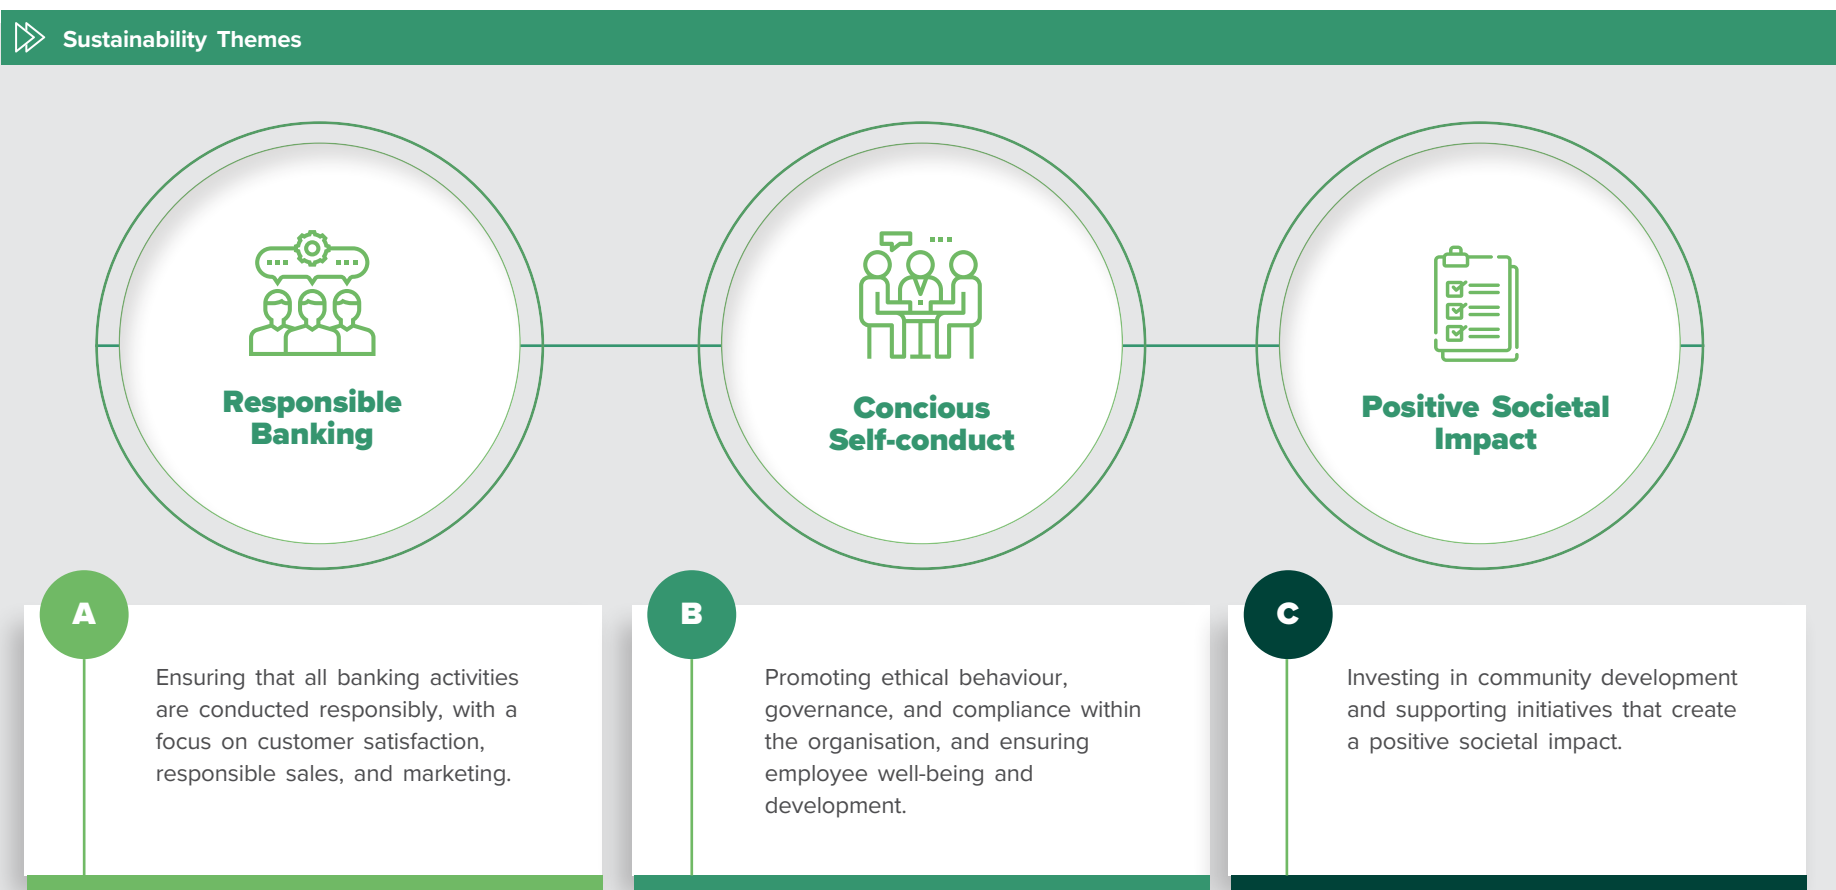 Sustainability Themes
Responsible
Banking
Concious
Self-conduct
Positive Societal
Impact
A
Ensuring that all banking activities
are conducted responsibly, with a
focus on customer satisfaction,
responsible sales, and marketing.
B
Promoting ethical behaviour,
governance, and compliance within
the organisation, and ensuring
employee well-being and
development.
C
Investing in community development
and supporting initiatives that create
a positive societal impact.